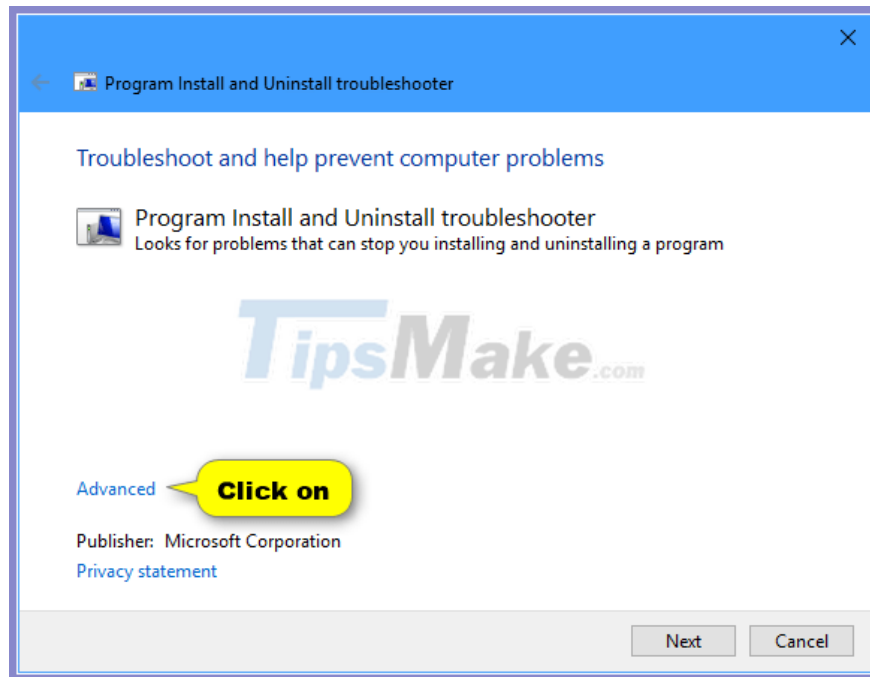 Program Install and Uninstall troubleshooter
Troubleshoot and help prevent computer problems
Program Install and Uninstall troubleshooter
Looks for problems that can stop you installing and uninstalling a program
TipsMake.com
Advanced
Click on
Publisher: Microsoft Corporation
Privacy statement
Next
Cancel